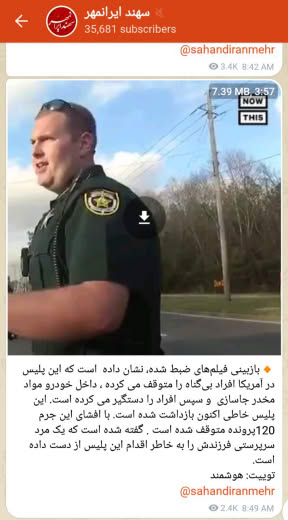 سهند ایرانمهر
35,681 subscribers
@sahandiranmehr
3.4K 8:42 AM
7.39 MB, 3:57
NOW
THIS
🔸بازبینی فیلم‌های ضبط شده، نشان داده است که این پلیس
در آمریکا افراد بی‌گناه را متوقف می کرده ، داخل خودرو مواد
مخدر جاسازی و سپس افراد را دستگیر می کرده است. این
پلیس خاطی اکنون بازداشت شده است. با افشای این جرم
120پرونده متوقف شده است . گفته شده است که یک مرد
سرپرستی فرزندش را به خاطر اقدام این پلیس از دست داده
است.
توییت: هوشمند
@sahandiranmehr
2.4K 8:49 AM